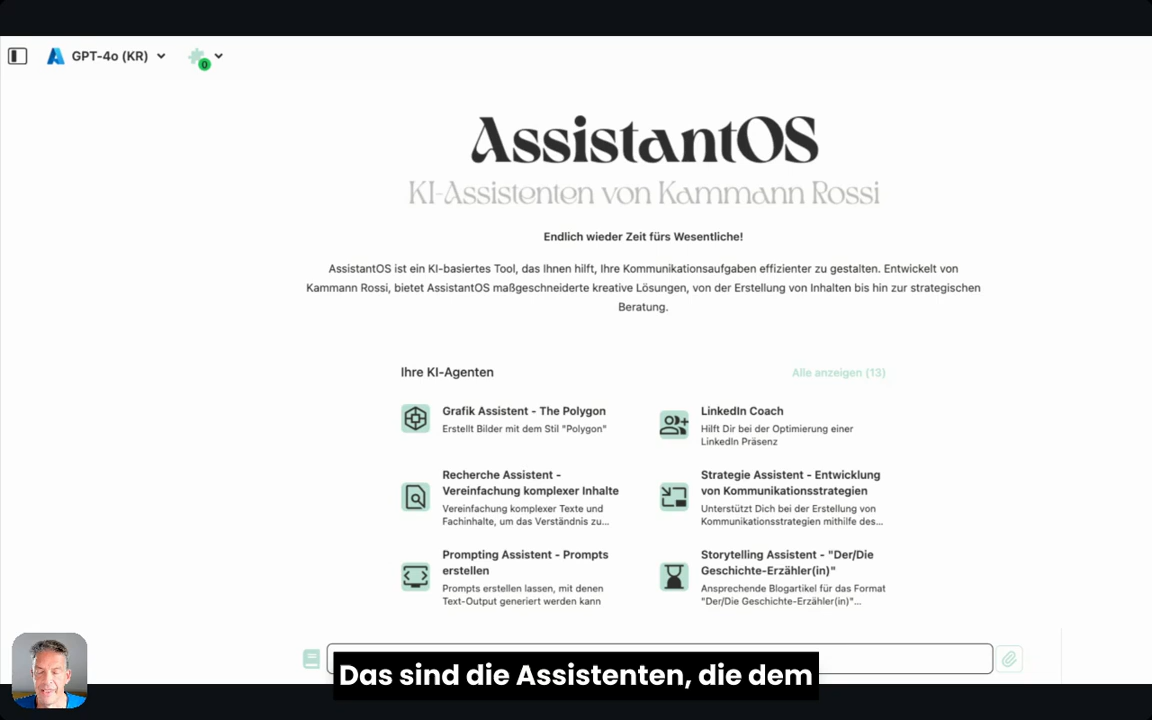 GPT-4o (KR)
0
AssistantOS
KI-Assistenten von Kammann Rossi
Endlich wieder Zeit fürs Wesentliche!
AssistantOS ist ein KI-basiertes Tool, das Ihnen hilft, Ihre Kommunikationsaufgaben effizienter zu gestalten. Entwickelt von
Kammann Rossi, bietet AssistantOS maßgeschneiderte kreative Lösungen, von der Erstellung von Inhalten bis hin zur strategischen
Beratung.
Ihre KI-Agenten
Alle anzeigen (13)
Grafik Assistent - The Polygon
Erstellt Bilder mit dem Stil "Polygon"
LinkedIn Coach
Hilft Dir bei der Optimierung einer
LinkedIn Präsenz
Recherche Assistent -
Vereinfachung komplexer Inhalte
Vereinfachung komplexer Texte und
Fachinhalte, um das Verständnis zu...
Strategie Assistent - Entwicklung
von Kommunikationsstrategien
Unterstützt Dich bei der Erstellung von
Kommunikationsstrategien mithilfe des...
Prompting Assistent - Prompts
erstellen
Prompts erstellen lassen, mit denen
Text-Output generiert werden kann
Storytelling Assistent - "Der/Die
Geschichte-Erzähler(in)"
Ansprechende Blogartikel für das Format
"Der/Die Geschichte-Erzähler(in)"...
Das sind die Assistenten, die dem